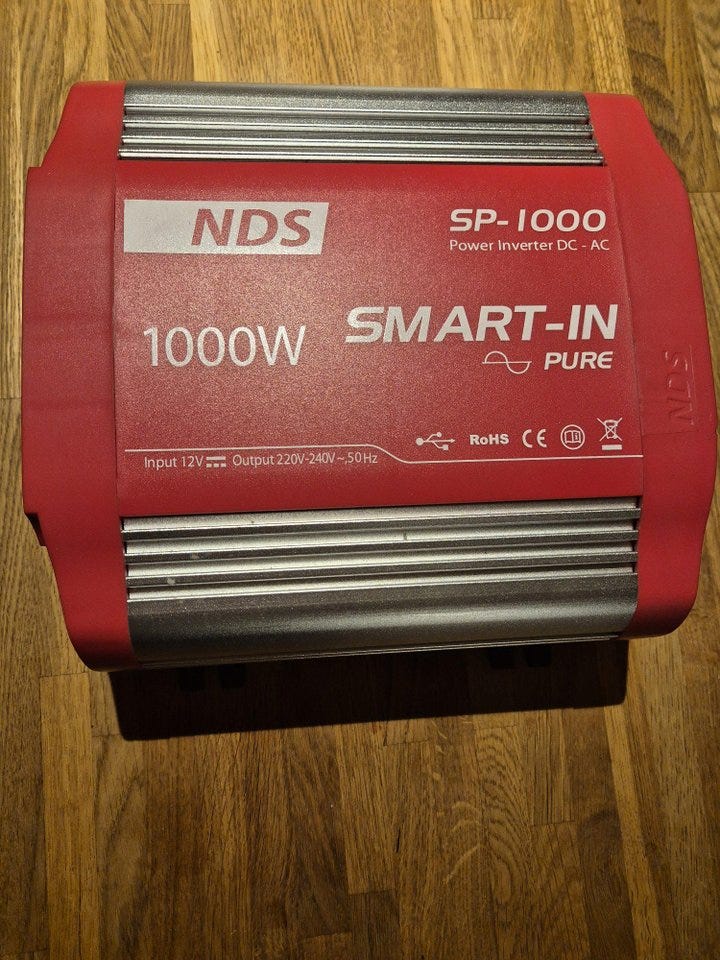 NDS
SP-1000
Power Inverter DC - AC
1000W
SMART-IN
PURE
NDS
RoHS CE
Input 12V Output 220V-240V~,50Hz